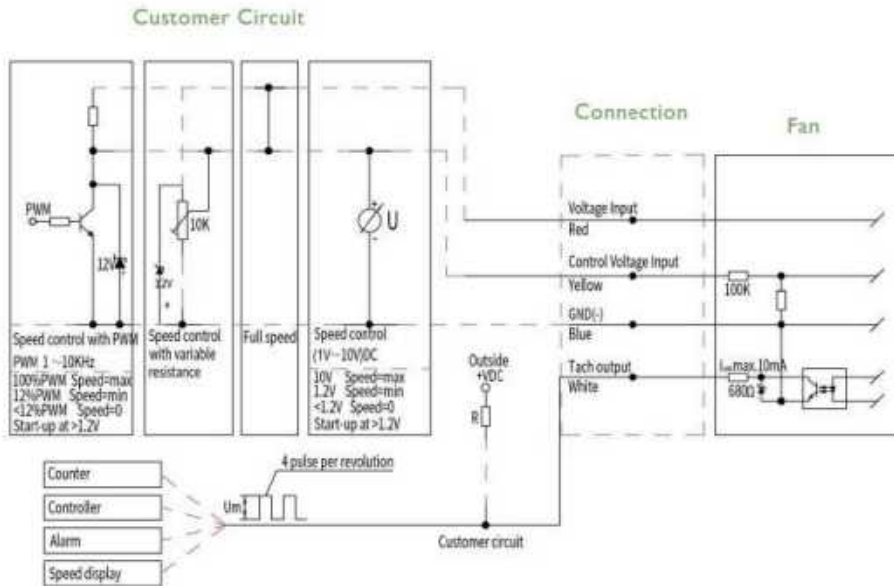 Customer Circuit
Connection
Fan
PWM
12V
10K
12V
+
+
U
-
Speed control with PWM
PWM 1 ~10KHz
100%PWM Speed=max
12%PWM Speed=min
<12%PWM Speed=0
Start-up at >1.2V
Speed control
with variable
resistance
Full speed
Speed control
(1V~10V)DC
10V Speed=max
1.2V Speed=min
<1.2V Speed=0
Start-up at >1.2V
Voltage Input
Red
Control Voltage Input
Yellow
GND(-)
Blue
Tach output
White
100K
max.10mA
680Ω
Outside
+VDC
R
4 pulse per revolution
Um
Customer circuit
Counter
Controller
Alarm
Speed display